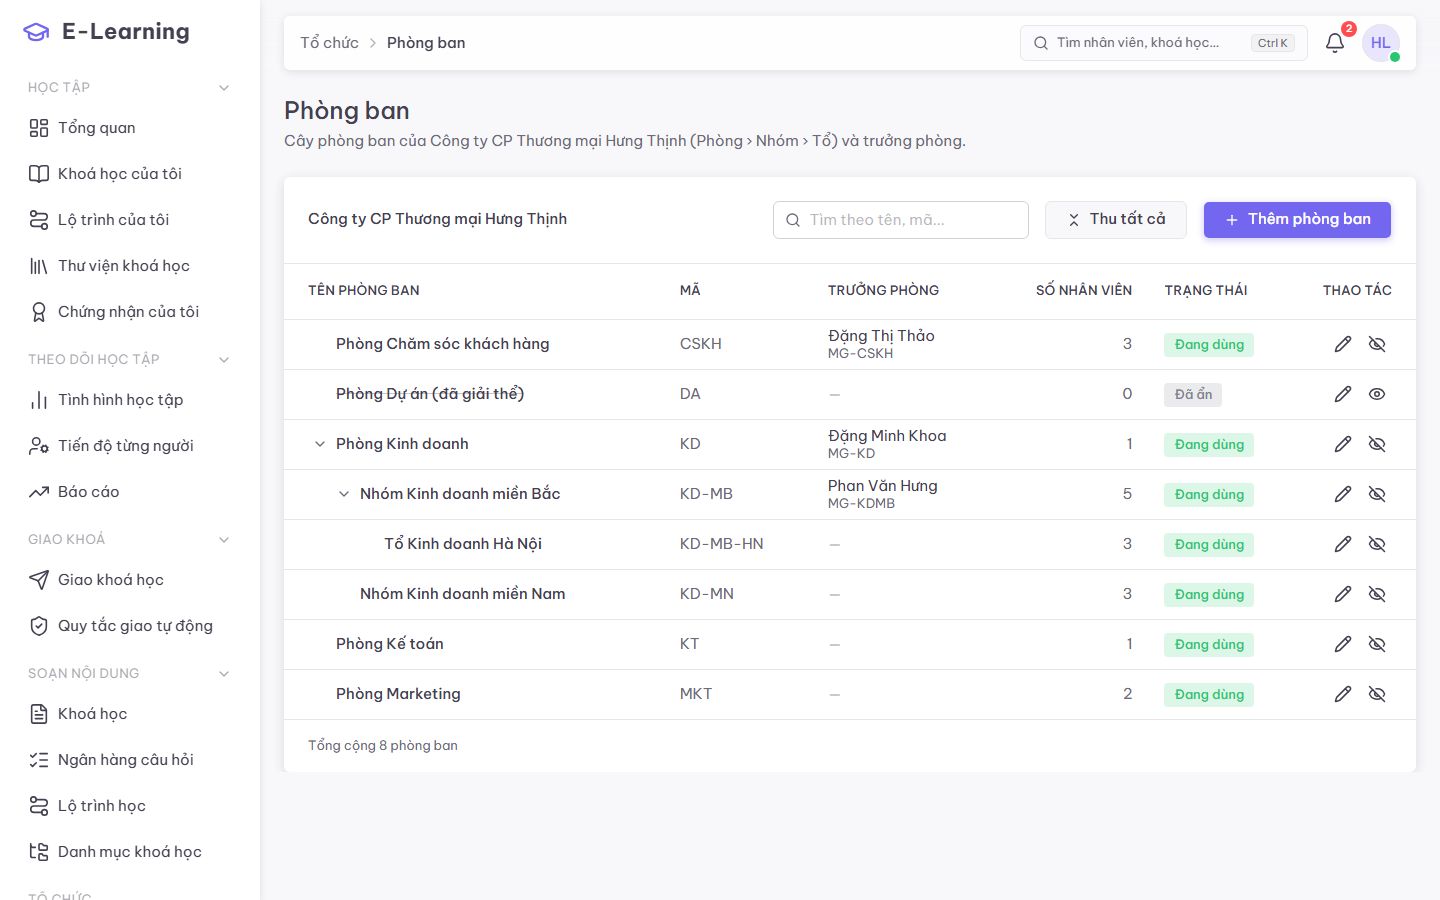 E-Learning
HỌC TẬP
Tổng quan
Khoá học của tôi
Lộ trình của tôi
Thư viện khoá học
Chứng nhận của tôi
THEO DÕI HỌC TẬP
Tình hình học tập
Tiến độ từng người
Báo cáo
GIAO KHOÁ
Giao khoá học
Quy tắc giao tự động
SOẠN NỘI DUNG
Khoá học
Ngân hàng câu hỏi
Lộ trình học
Danh mục khoá học
TỔ CHỨC
Tổ chức > Phòng ban
Tìm nhân viên, khoá học... Ctrl K
2
HL
Phòng ban
Cây phòng ban của Công ty CP Thương mại Hưng Thịnh (Phòng › Nhóm › Tổ) và trưởng phòng.
Công ty CP Thương mại Hưng Thịnh
Tìm theo tên, mã...
Thu tất cả
+ Thêm phòng ban
TÊN PHÒNG BAN MÃ TRƯỞNG PHÒNG SỐ NHÂN VIÊN TRẠNG THÁI THAO TÁC
Phòng Chăm sóc khách hàng CSKH Đặng Thị Thảo 3 Đang dùng
MG-CSKH
Phòng Dự án (đã giải thể) DA — 0 Đã ẩn
Phòng Kinh doanh KD Đặng Minh Khoa 1 Đang dùng
MG-KD
Nhóm Kinh doanh miền Bắc KD-MB Phan Văn Hưng 5 Đang dùng
MG-KDMB
Tổ Kinh doanh Hà Nội KD-MB-HN — 3 Đang dùng
Nhóm Kinh doanh miền Nam KD-MN — 3 Đang dùng
Phòng Kế toán KT — 1 Đang dùng
Phòng Marketing MKT — 2 Đang dùng
Tổng cộng 8 phòng ban